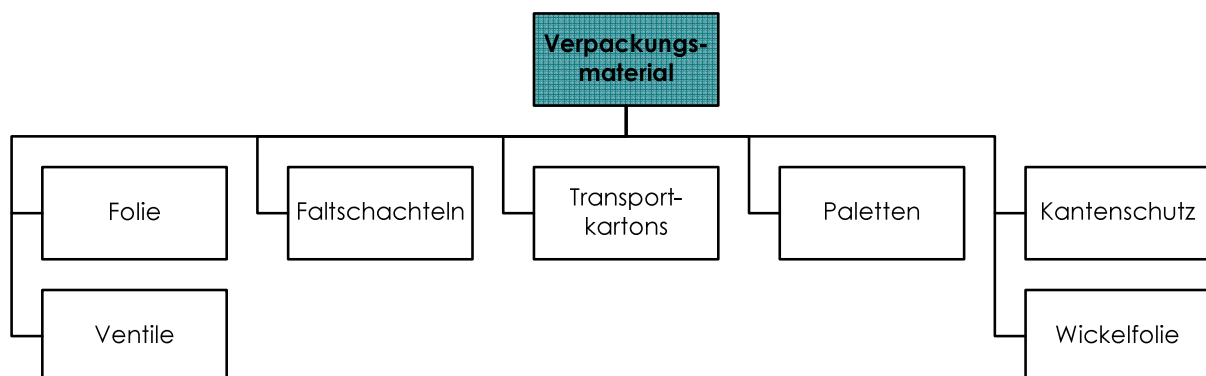 Verpackungs-
material
Folie
Faltschachteln
Transport-
kartons
Paletten
Kantenschutz
Ventile
Wickelfolie